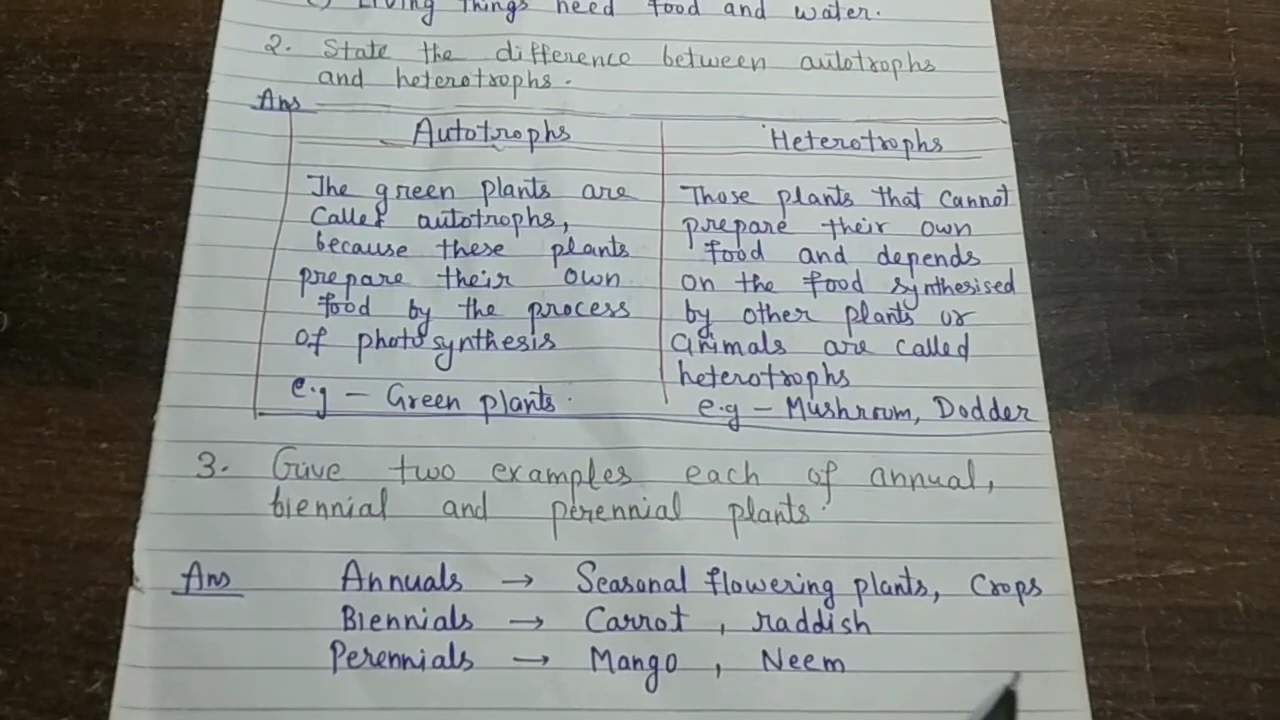 c) Living things need food and water.
2. State the difference between autotrophs
and heterotrophs.
Ans
Autotrophs
The green plants are
called autotrophs,
because these plants
prepare their own
food by the process
of photosynthesis
e.g - Green plants.
Heterotrophs
Those plants that cannot
prepare their own
food and depends
on the food synthesised
by other plants or
animals are called
heterotrophs
e.g - Mushroom, Dodder
3. Give two examples each of annual,
biennial and perennial plants.
Ans Annuals → Seasonal flowering plants, Crops
Biennials → Carrot, raddish
Perennials → Mango, Neem